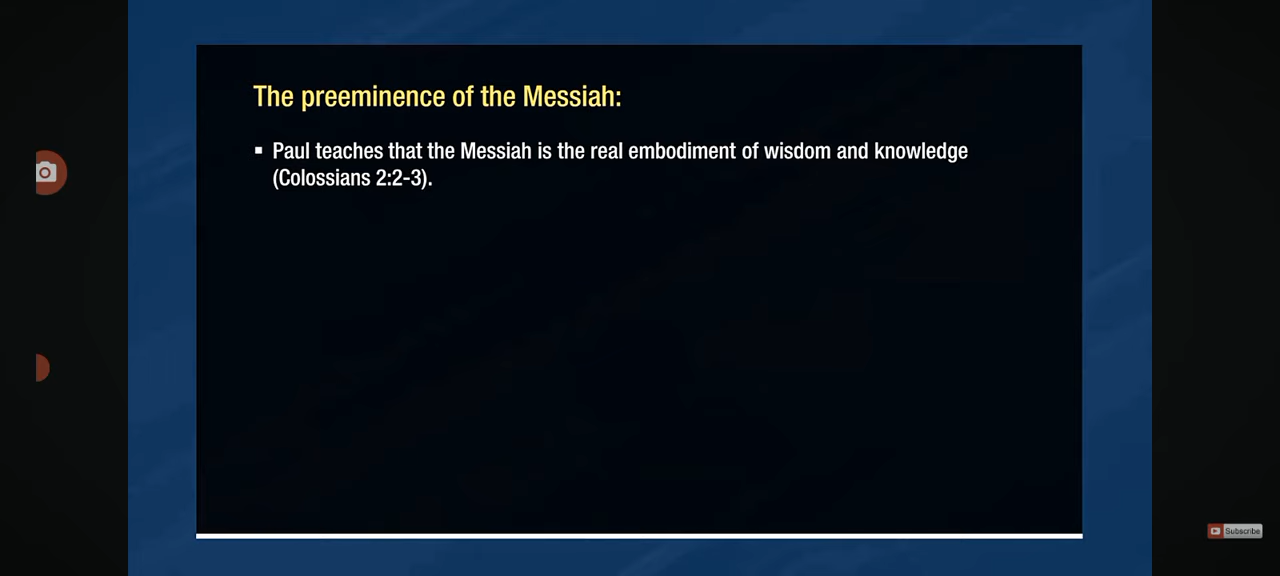 The preeminence of the Messiah:
▪ Paul teaches that the Messiah is the real embodiment of wisdom and knowledge
(Colossians 2:2-3).
Subscribe